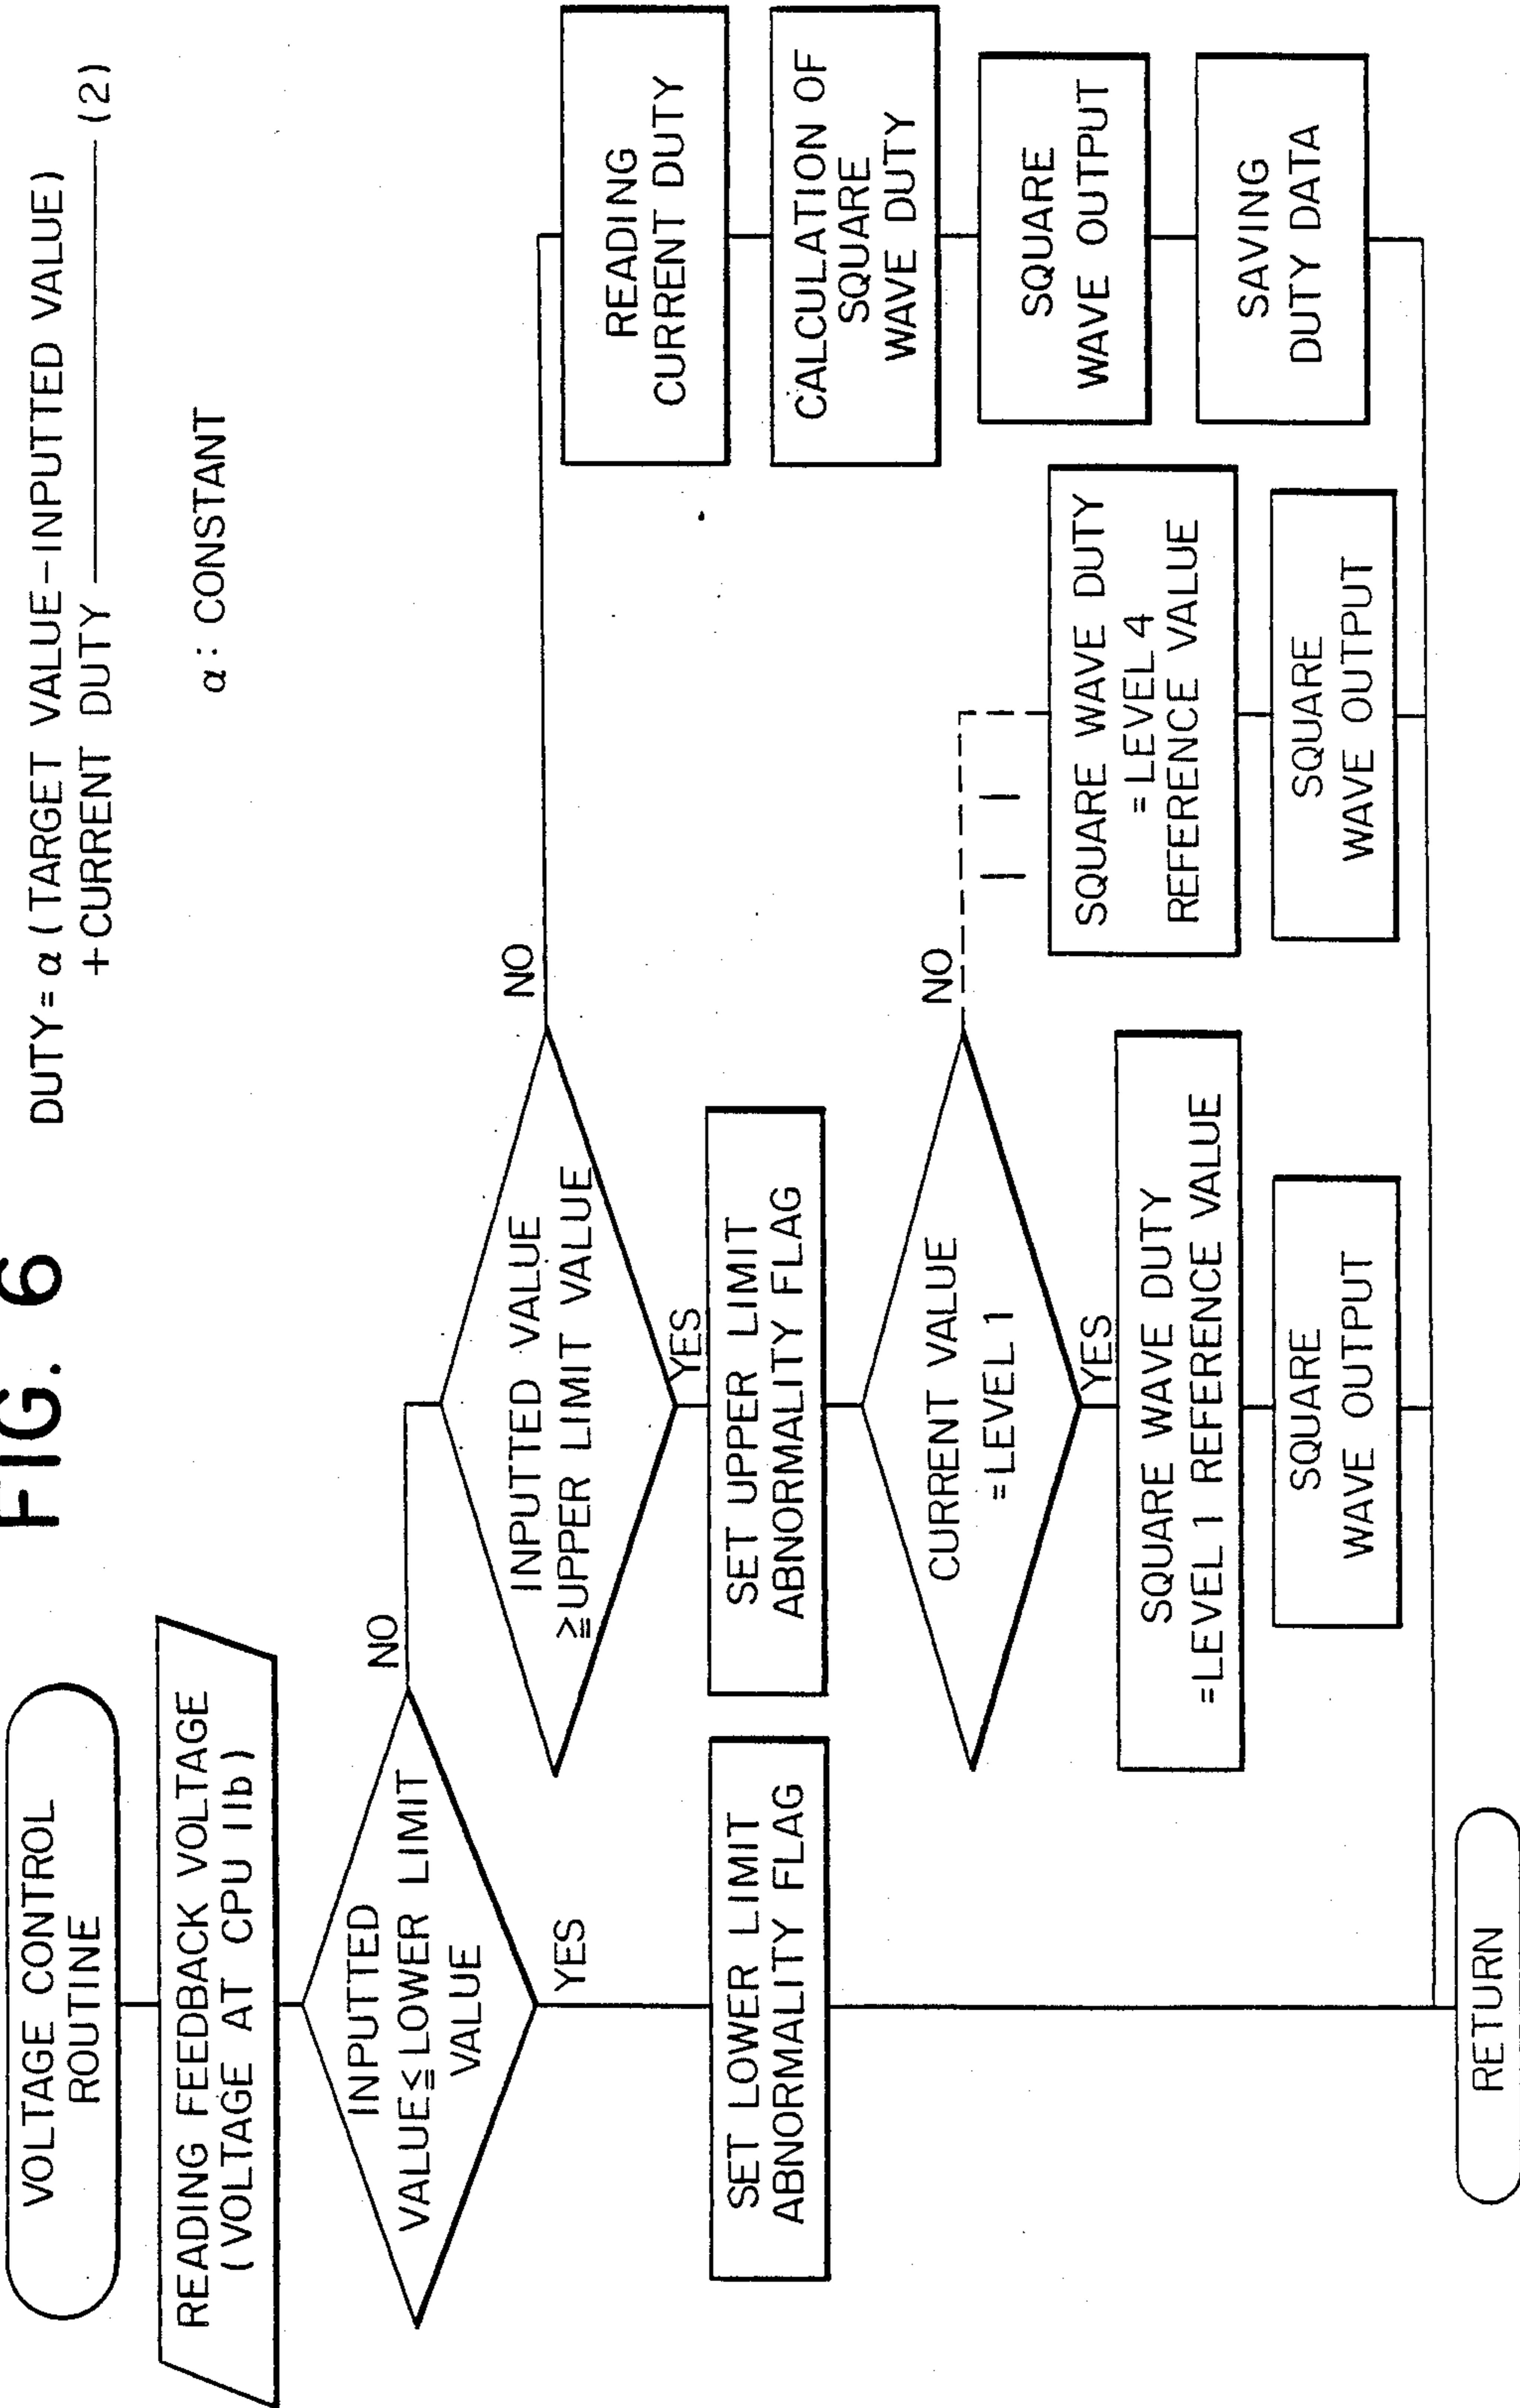 FIG. 6
DUTY = α (TARGET VALUE - INPUTTED VALUE)
+ CURRENT DUTY ——— (2)
α : CONSTANT
VOLTAGE CONTROL
ROUTINE
READING FEEDBACK VOLTAGE
(VOLTAGE AT CPU 11b)
INPUTTED
VALUE ≦ LOWER LIMIT
VALUE
NO
YES
SET LOWER LIMIT
ABNORMALITY FLAG
INPUTTED VALUE
≧ UPPER LIMIT VALUE
NO
YES
SET UPPER LIMIT
ABNORMALITY FLAG
CURRENT VALUE
= LEVEL 1
NO
YES
SQUARE WAVE DUTY
= LEVEL 1 REFERENCE VALUE
SQUARE
WAVE OUTPUT
SQUARE WAVE DUTY
= LEVEL 4
REFERENCE VALUE
SQUARE
WAVE OUTPUT
READING
CURRENT DUTY
CALCULATION OF
SQUARE
WAVE DUTY
SQUARE
WAVE OUTPUT
SAVING
DUTY DATA
RETURN